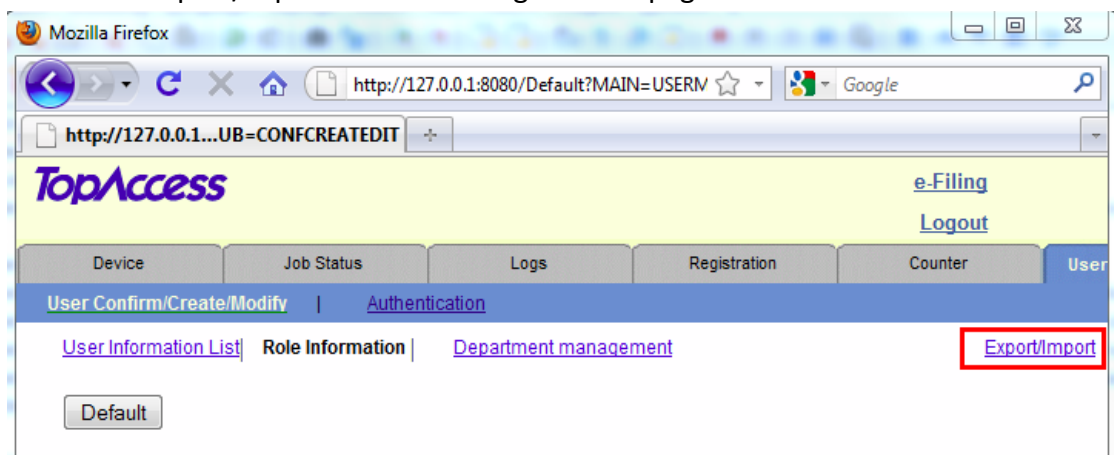 Mozilla Firefox
http://127.0.0.1:8080/Default?MAIN=USERM
Google
http://127.0.0.1...UB=CONFCREATEDIT
TopAccess
e-Filing
Logout
Device Job Status Logs Registration Counter User
User Confirm/Create/Modify | Authentication
User Information List| Role Information | Department management Export/Import
Default